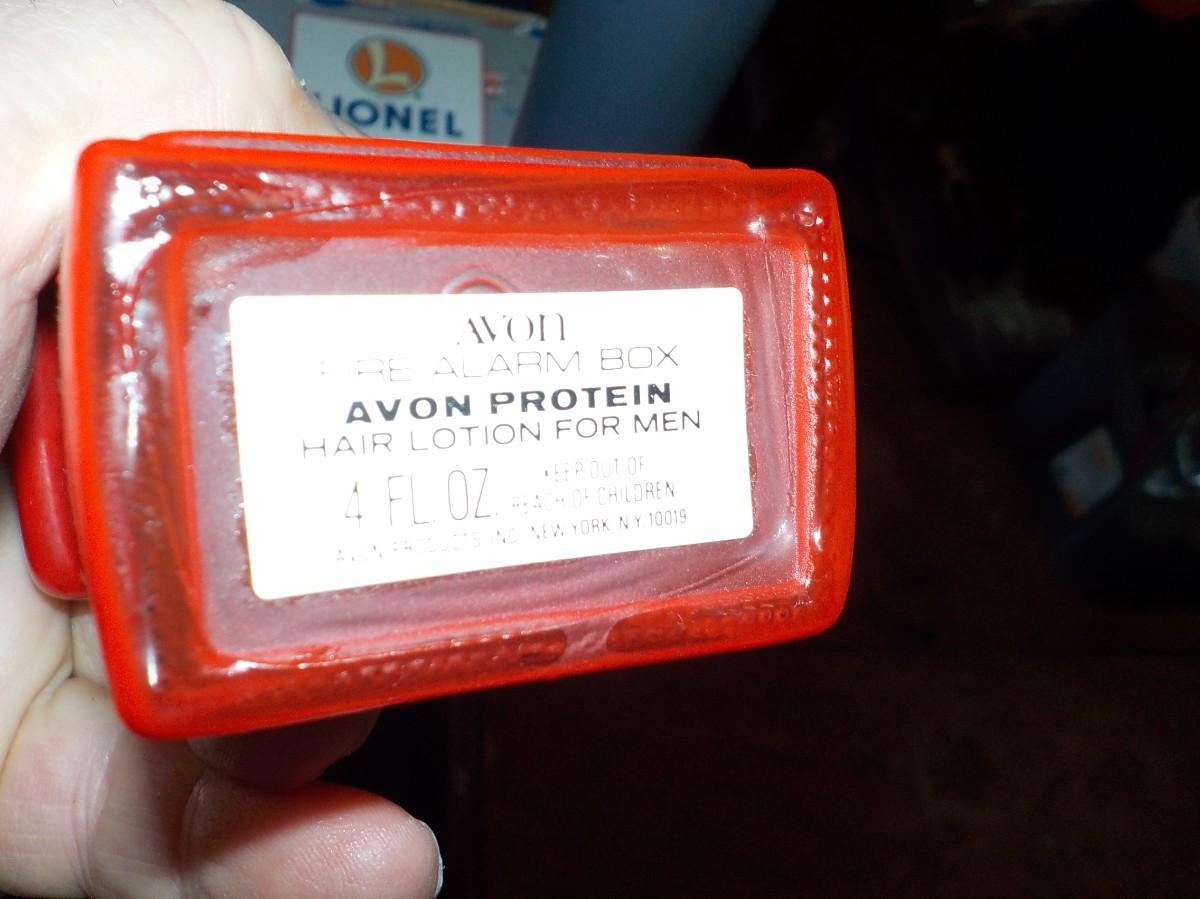 L
LIONEL
AVON
FIRE ALARM BOX
AVON PROTEIN
HAIR LOTION FOR MEN
4 FL. OZ. KEEP OUT OF
REACH OF CHILDREN
AVON PRODUCTS, INC. NEW YORK, N.Y. 10019